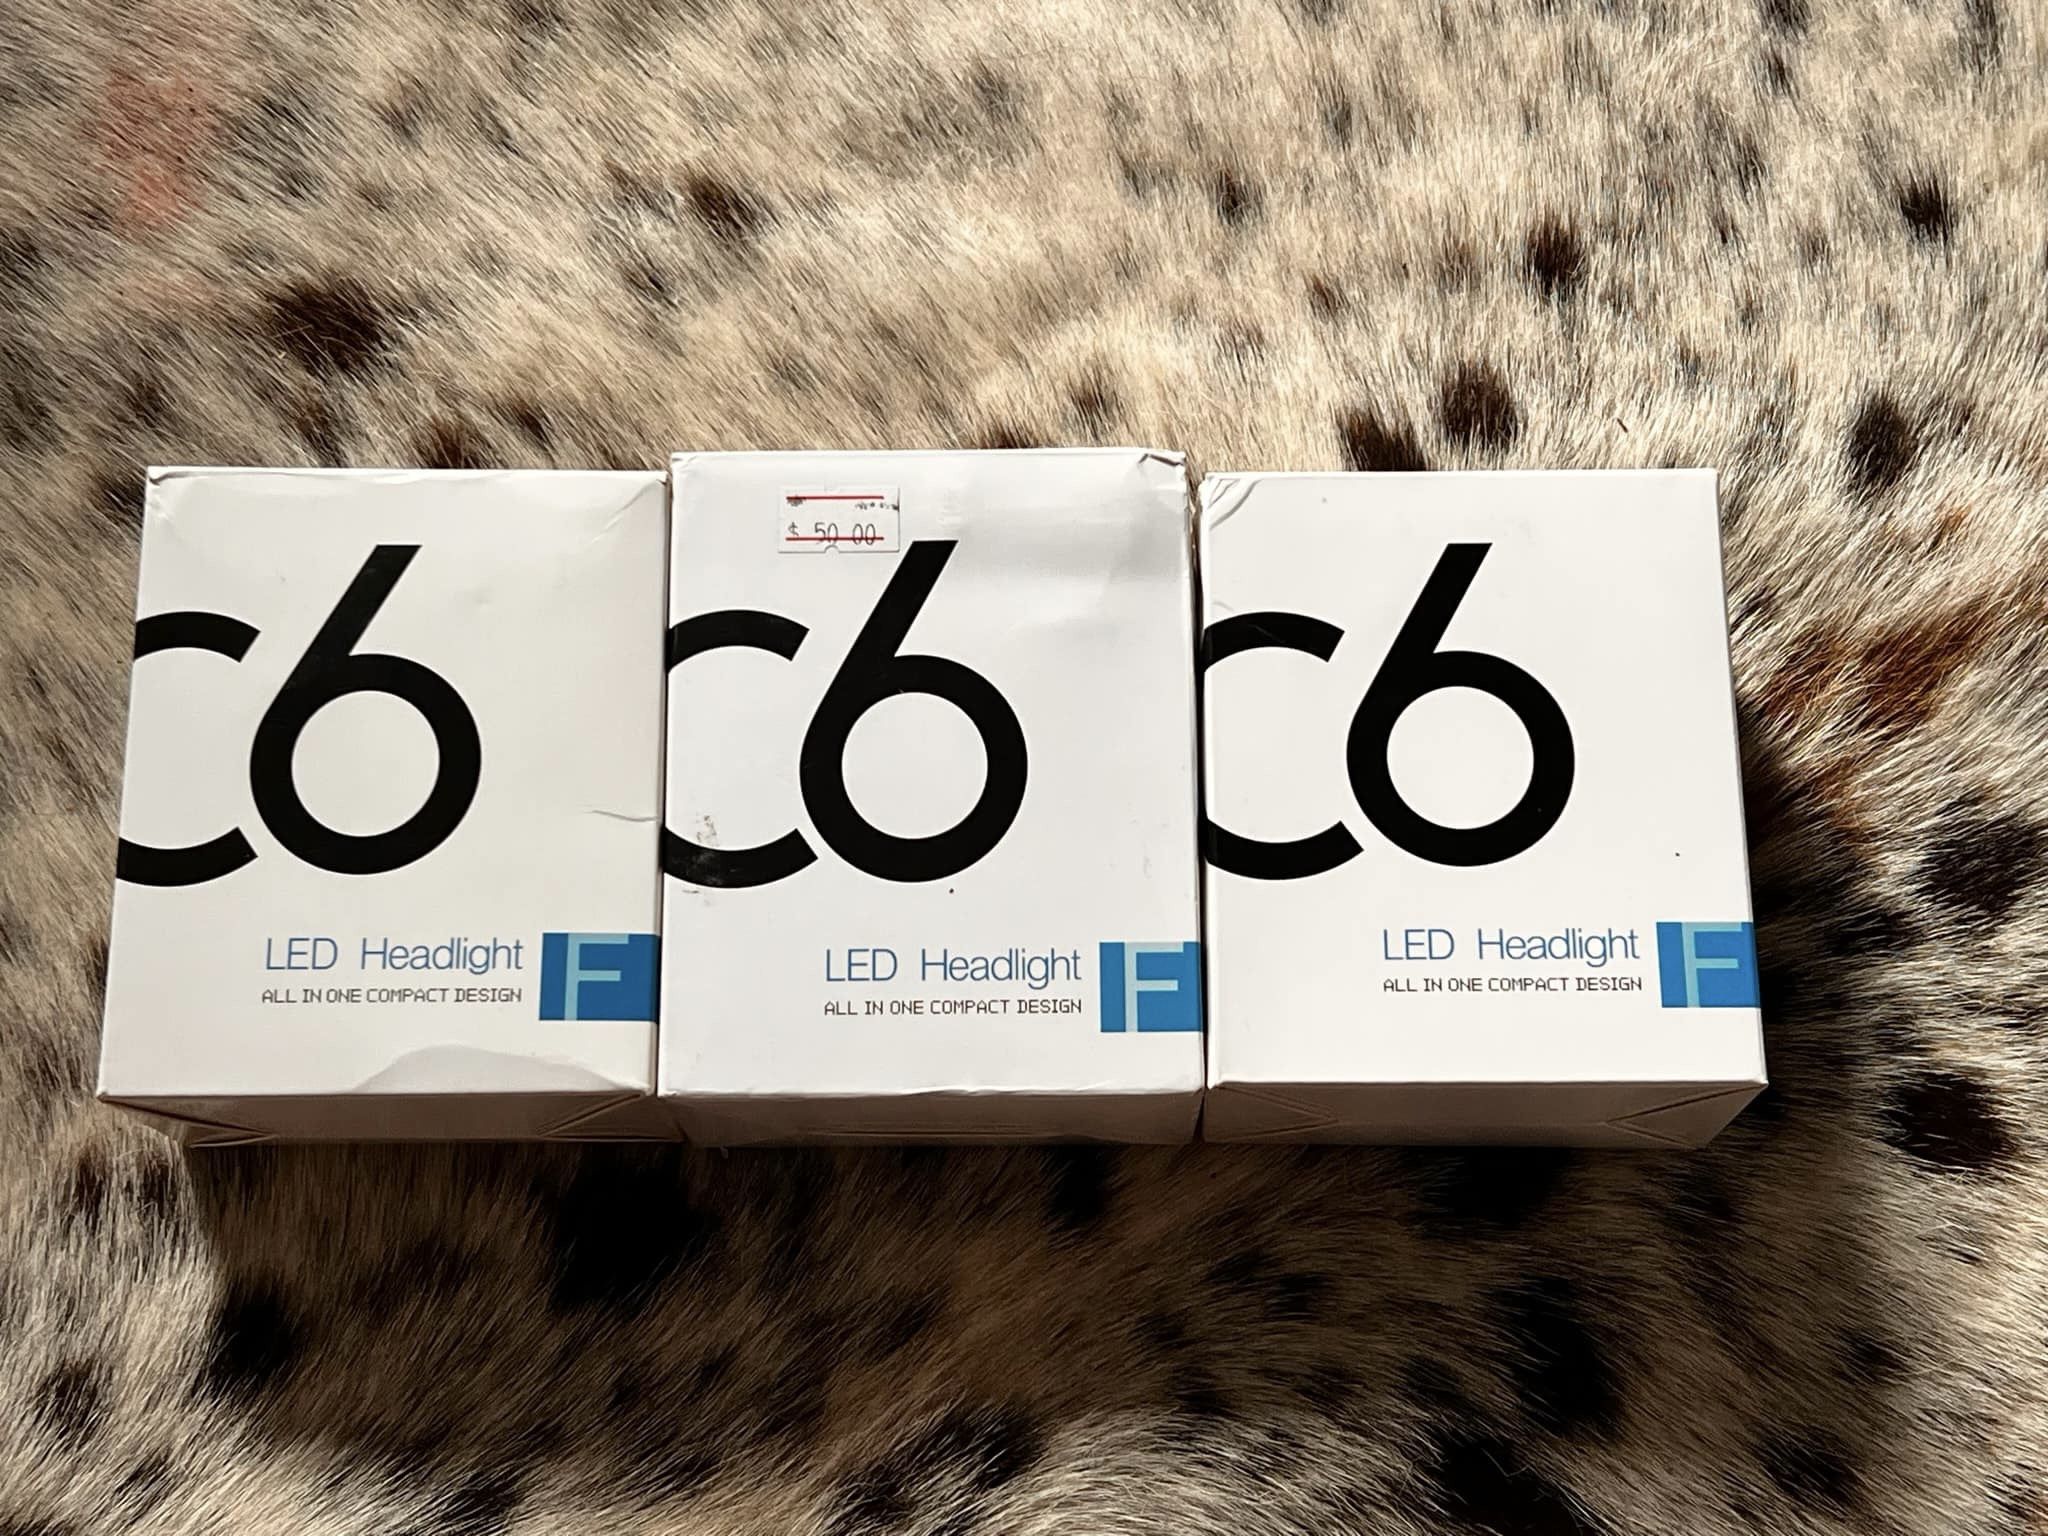 C6
LED Headlight
ALL IN ONE COMPACT DESIGN
F
$ 50.00
C6
LED Headlight
ALL IN ONE COMPACT DESIGN
F
C6
LED Headlight
ALL IN ONE COMPACT DESIGN
F